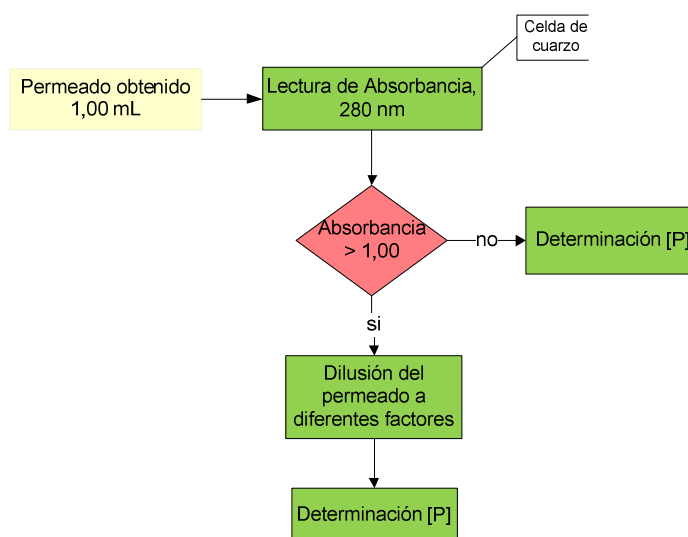 Celda de
cuarzo
Permeado obtenido
1,00 mL
Lectura de Absorbancia,
280 nm
Absorbancia
> 1,00
no
Determinación [P]
si
Dilusión del
permeado a
diferentes factores
Determinación [P]